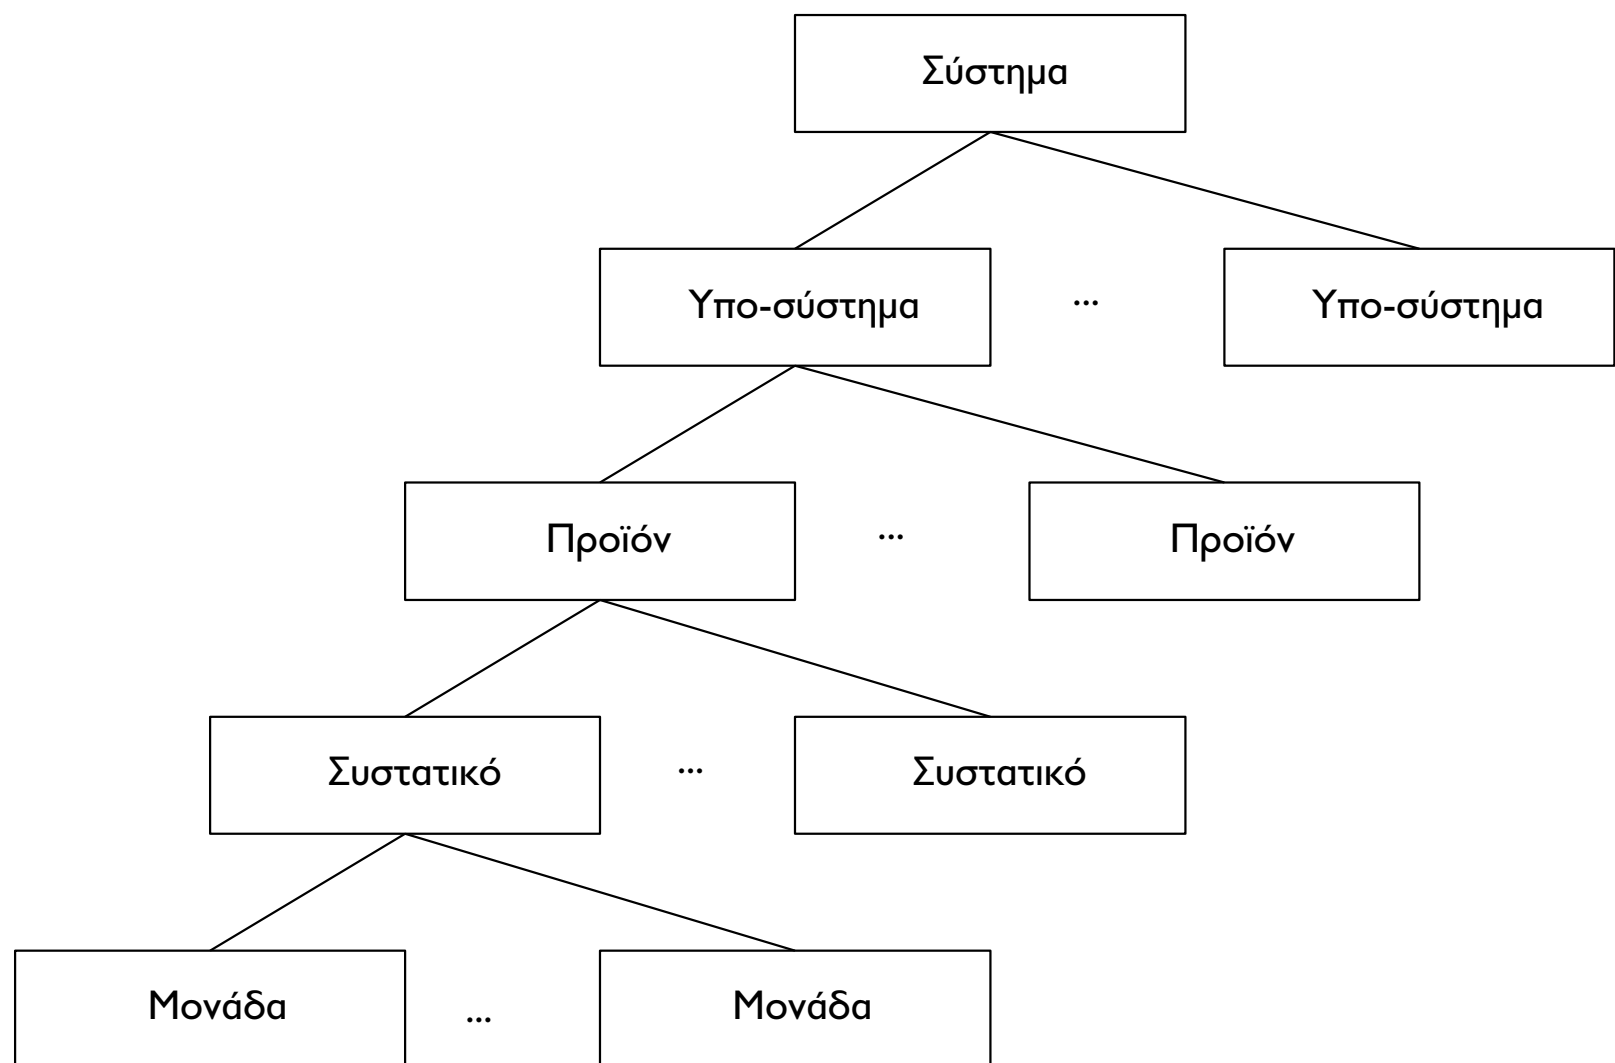 Σύστημα
Υπο-σύστημα ... Υπο-σύστημα
Προϊόν ... Προϊόν
Συστατικό ... Συστατικό
Μονάδα ... Μονάδα